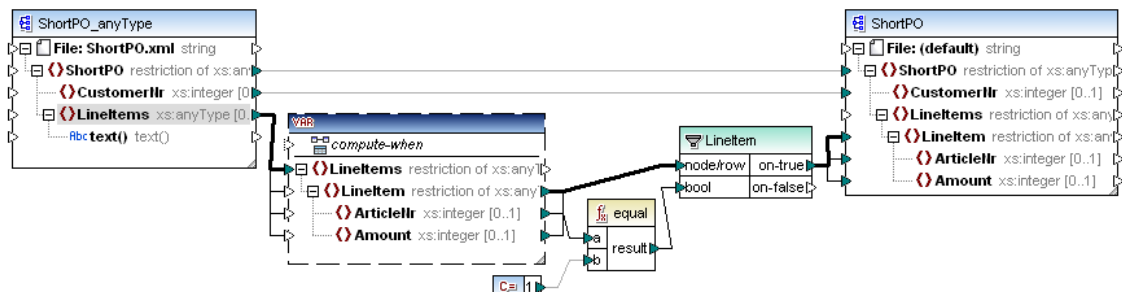 ShortPO_anyType
File: ShortPO.xml string
ShortPO restriction of xs:any
CustomerNr xs:integer [0
LineItems xs:anyType [0.
Abc text() text()
VAR
compute-when
LineItems restriction of xs:any
LineItem restriction of xs:any
ArticleNr xs:integer [0..1]
Amount xs:integer [0..1]
equal
a
b
result
C= 1
LineItem
node/row on-true
bool on-false
ShortPO
File: (default) string
ShortPO restriction of xs:anyTyp
CustomerNr xs:integer [0..1]
LineItems restriction of xs:any
LineItem restriction of xs:an
ArticleNr xs:integer [0..1]
Amount xs:integer [0..1]